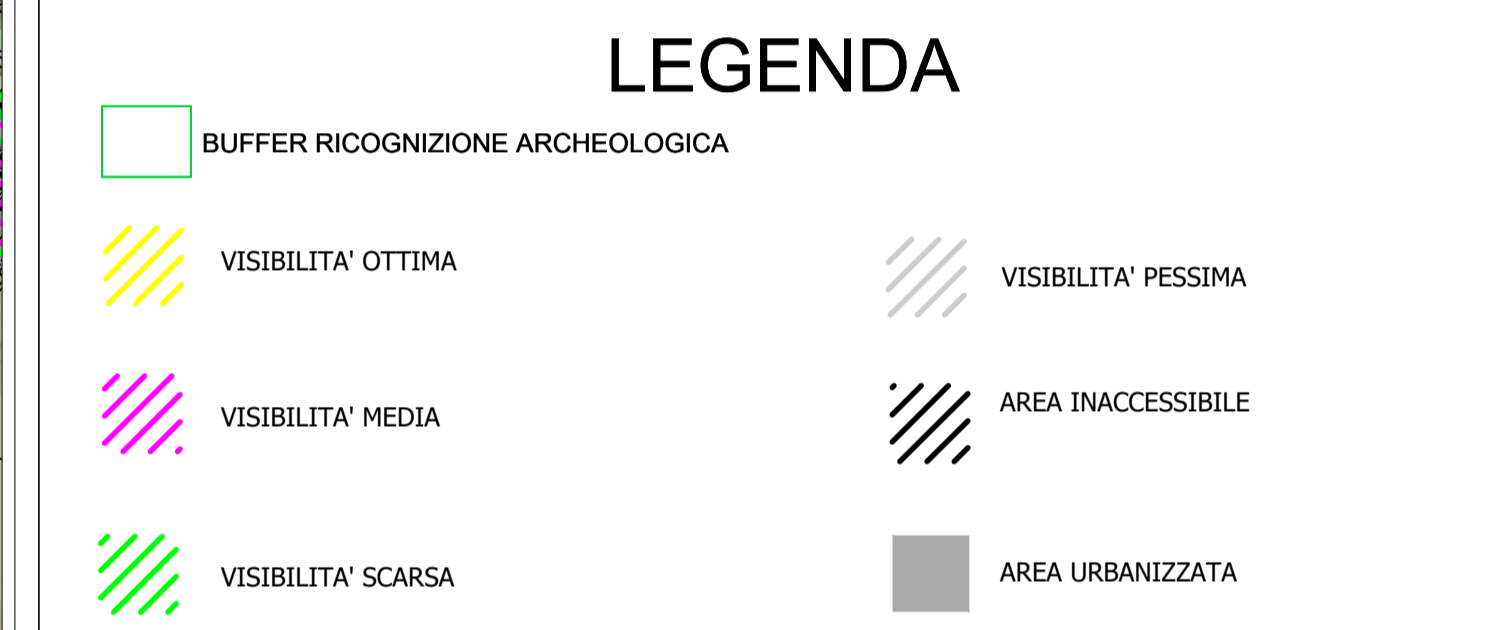 LEGENDA
BUFFER RICOGNIZIONE ARCHEOLOGICA
VISIBILITA' OTTIMA
VISIBILITA' MEDIA
VISIBILITA' SCARSA
VISIBILITA' PESSIMA
AREA INACCESSIBILE
AREA URBANIZZATA